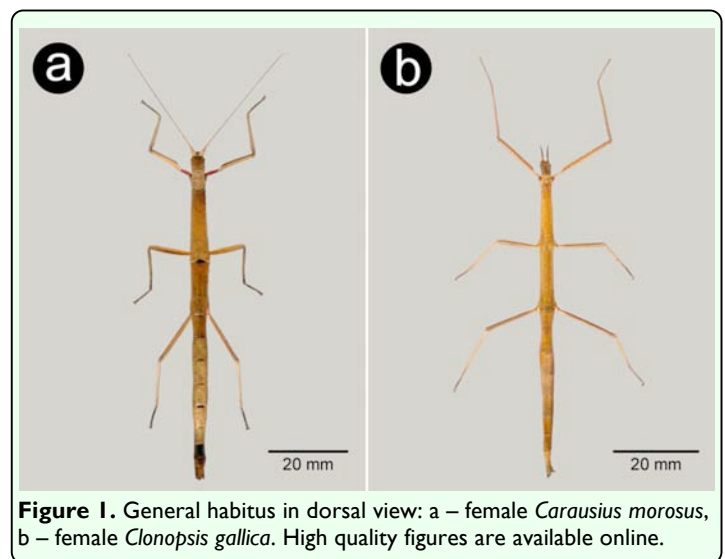 a
b
20 mm
20 mm
Figure 1. General habitus in dorsal view: a – female Carausius morosus,
b – female Clonopsis gallica. High quality figures are available online.